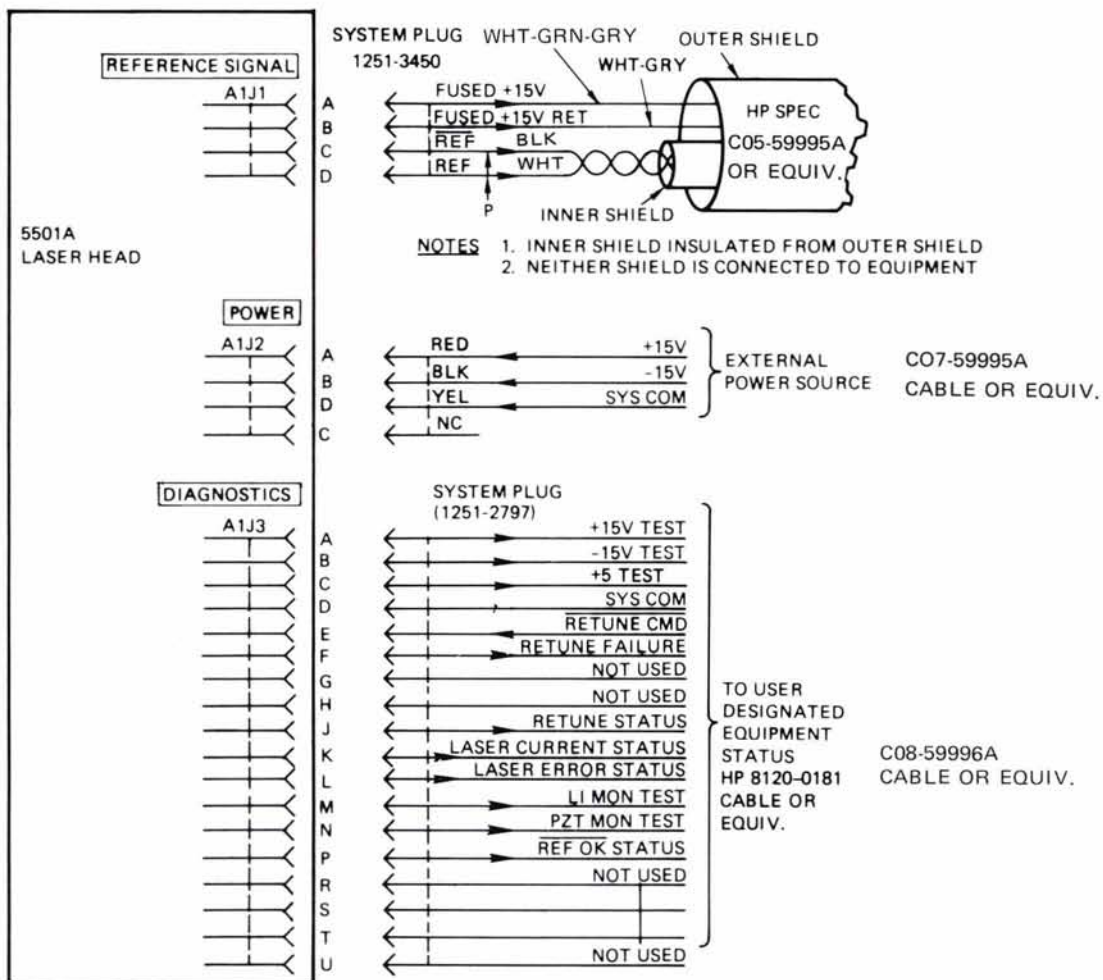 SYSTEM PLUG WHT-GRN-GRY OUTER SHIELD
REFERENCE SIGNAL 1251-3450 WHT-GRY
A1J1 A FUSED +15V HP SPEC
B FUSED +15V RET
C REF BLK C05-59995A
D REF WHT OR EQUIV.
P INNER SHIELD
5501A
LASER HEAD
NOTES 1. INNER SHIELD INSULATED FROM OUTER SHIELD
2. NEITHER SHIELD IS CONNECTED TO EQUIPMENT
POWER
A1J2 A RED +15V
B BLK -15V
D YEL SYS COM
C NC
EXTERNAL
POWER SOURCE
CO7-59995A
CABLE OR EQUIV.
DIAGNOSTICS
SYSTEM PLUG
(1251-2797)
A1J3 A +15V TEST
B -15V TEST
C +5 TEST
D SYS COM
E RETUNE CMD
F RETUNE FAILURE
G NOT USED
H NOT USED
J RETUNE STATUS
K LASER CURRENT STATUS
L LASER ERROR STATUS
M LI MON TEST
N PZT MON TEST
P REF OK STATUS
R NOT USED
S
T
U NOT USED
TO USER
DESIGNATED
EQUIPMENT
STATUS
HP 8120-0181
CABLE OR
EQUIV.
C08-59996A
CABLE OR EQUIV.